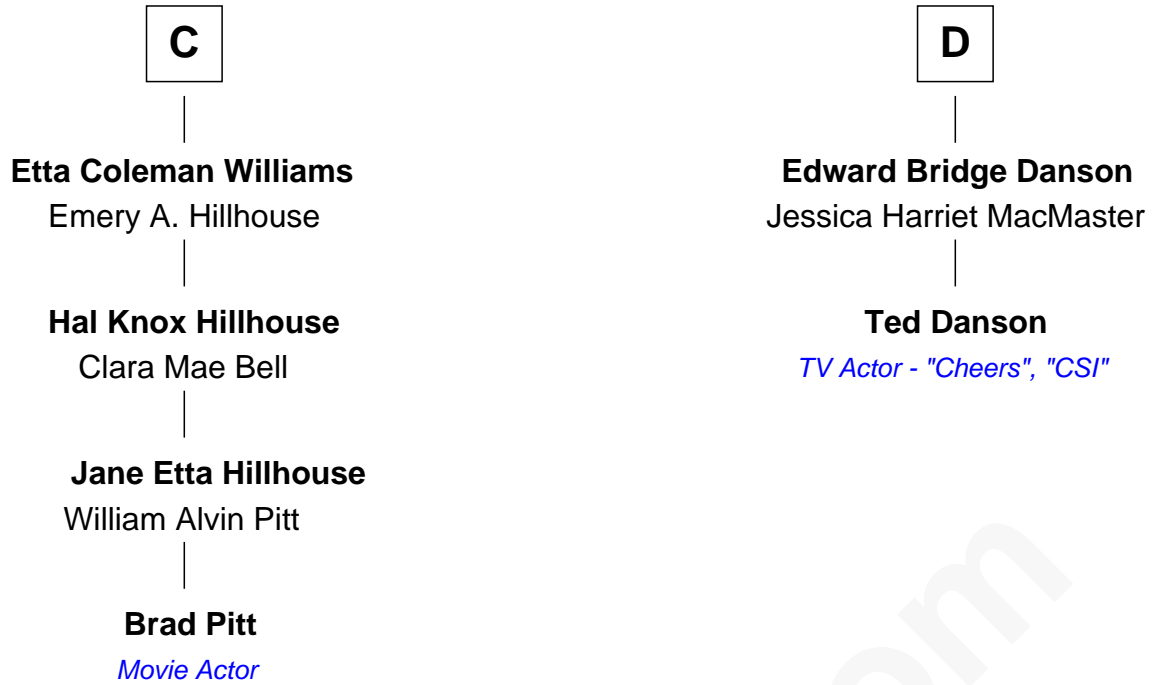 C
Etta Coleman Williams
Emery A. Hillhouse
Hal Knox Hillhouse
Clara Mae Bell
Jane Etta Hillhouse
William Alvin Pitt
Brad Pitt
Movie Actor
D
Edward Bridge Danson
Jessica Harriet MacMaster
Ted Danson
TV Actor - "Cheers", "CSI"
om